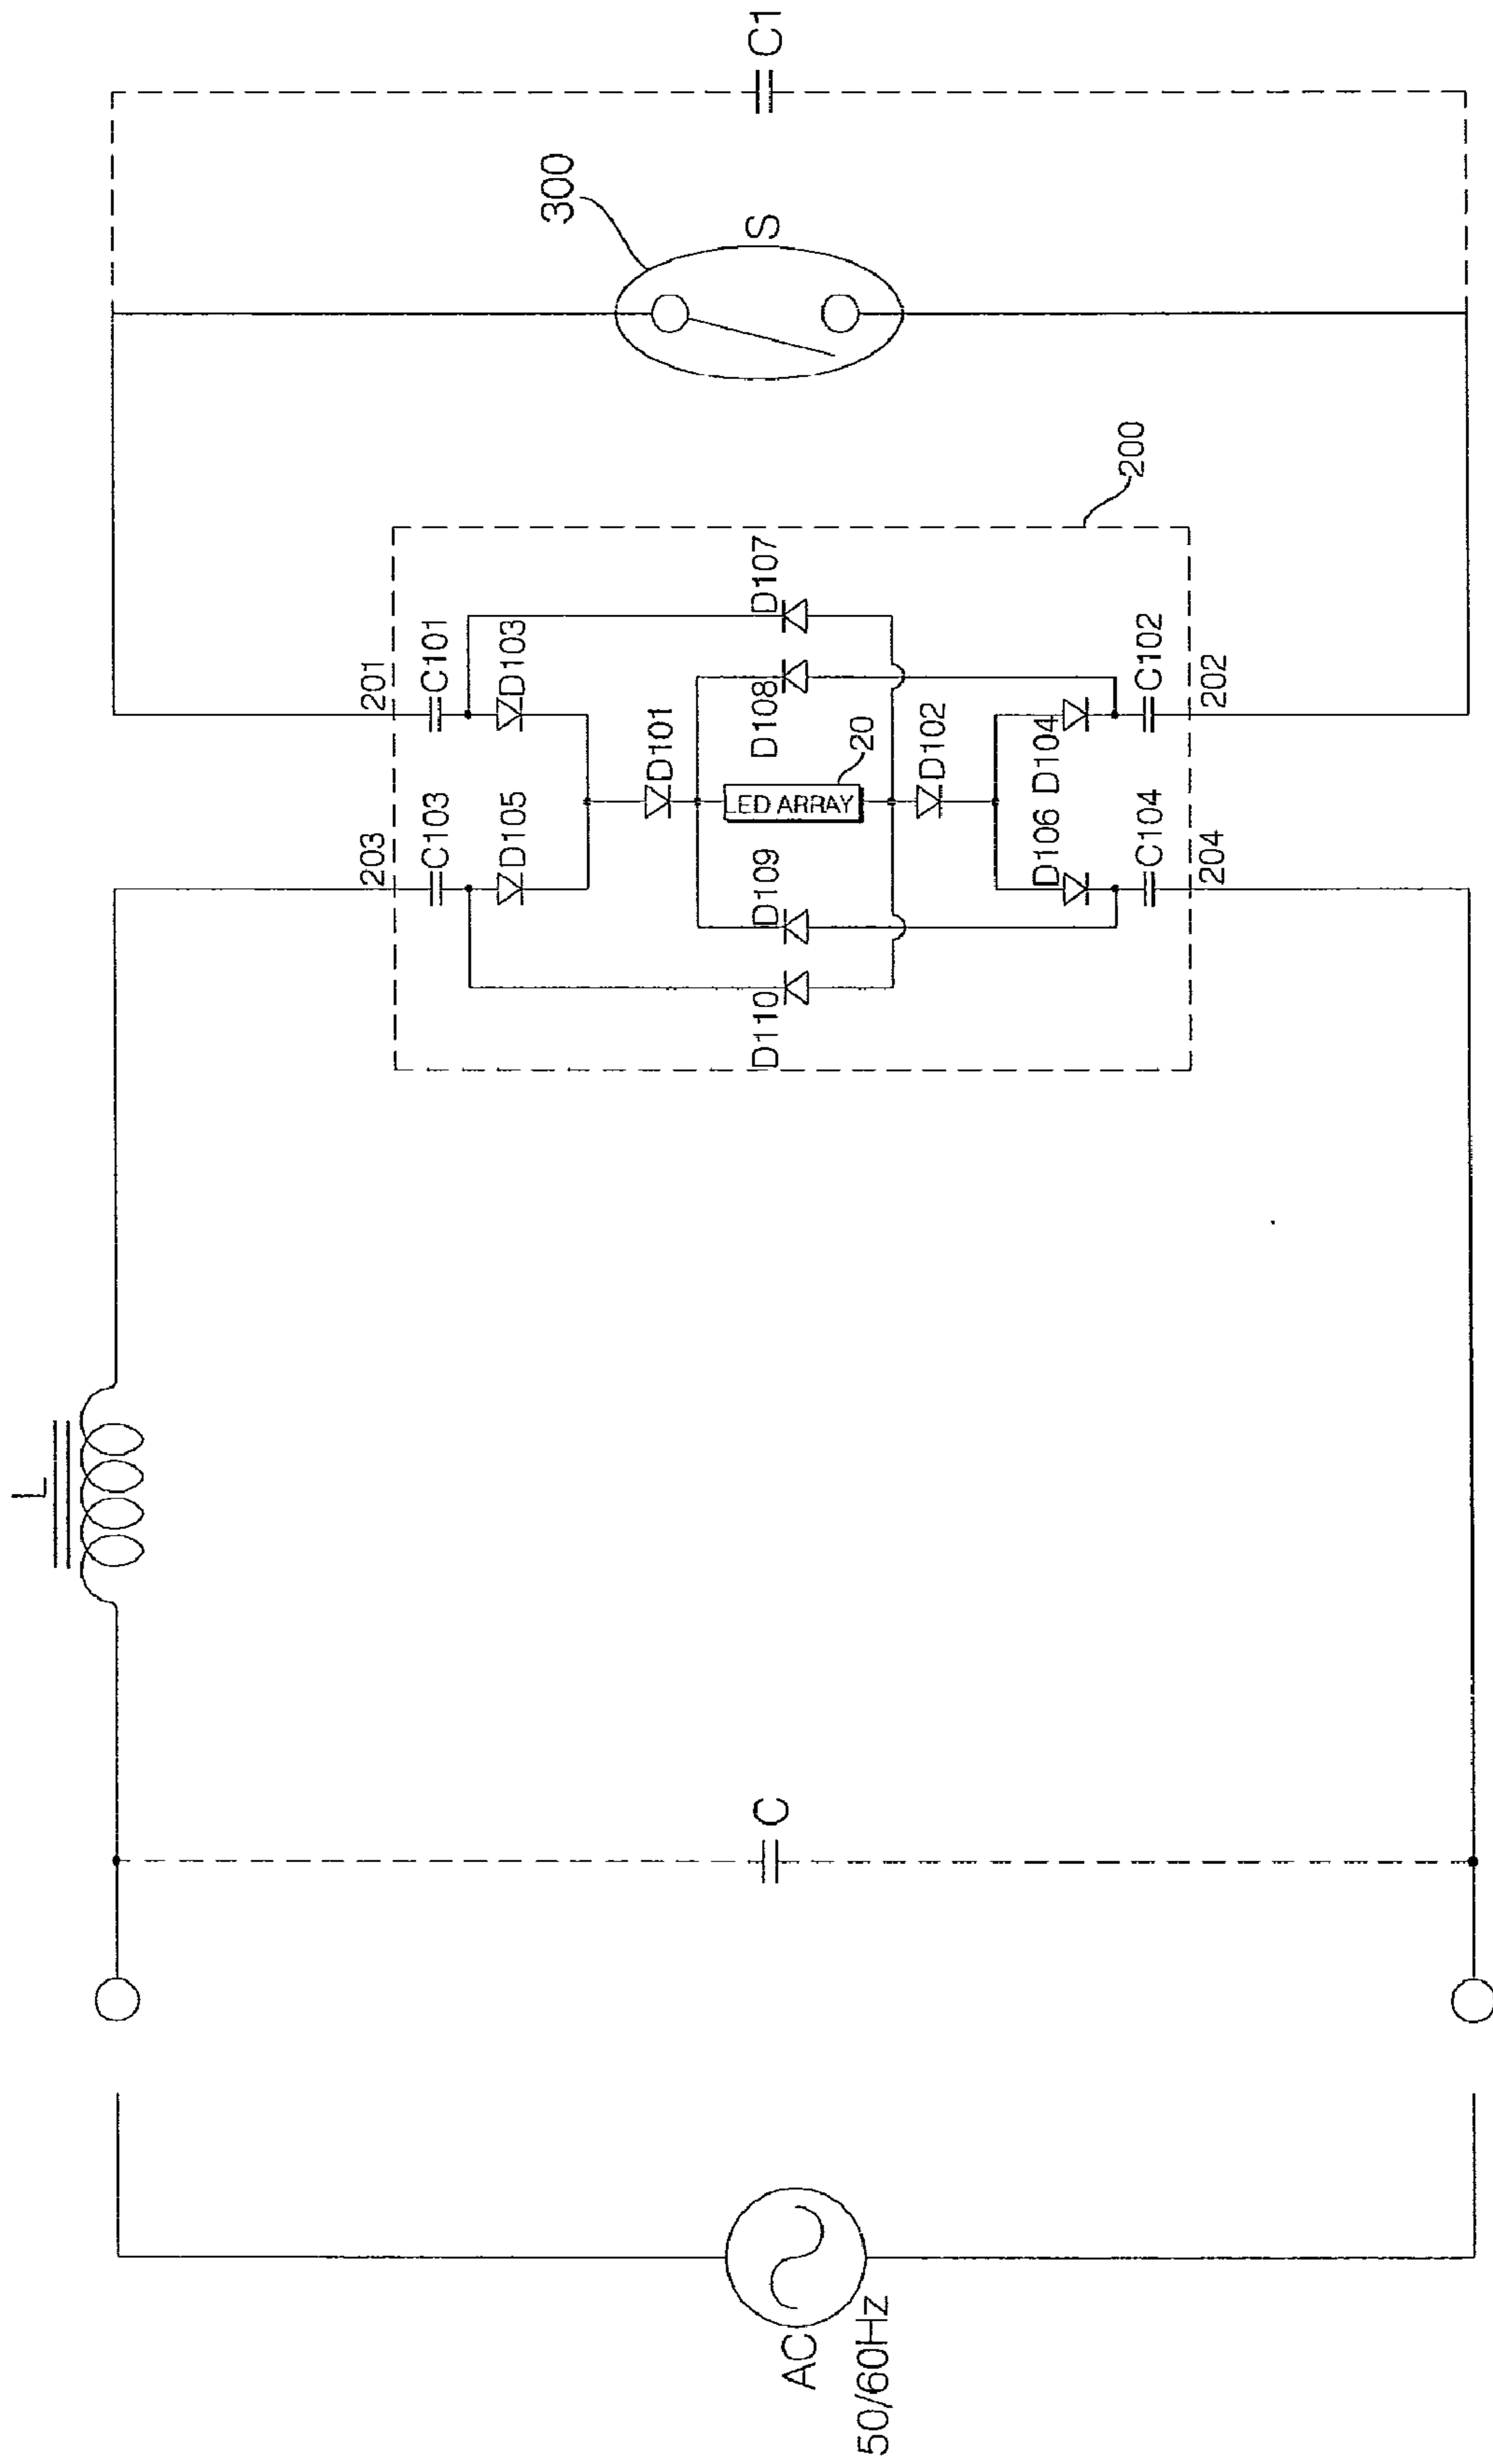 L
AC
50/60Hz
C
203
201
C103
C101
D105
D103
D101
D110
D109
D108
D107
LED ARRAY
20
D102
D106
D104
C104
C102
204
202
200
300
S
C1